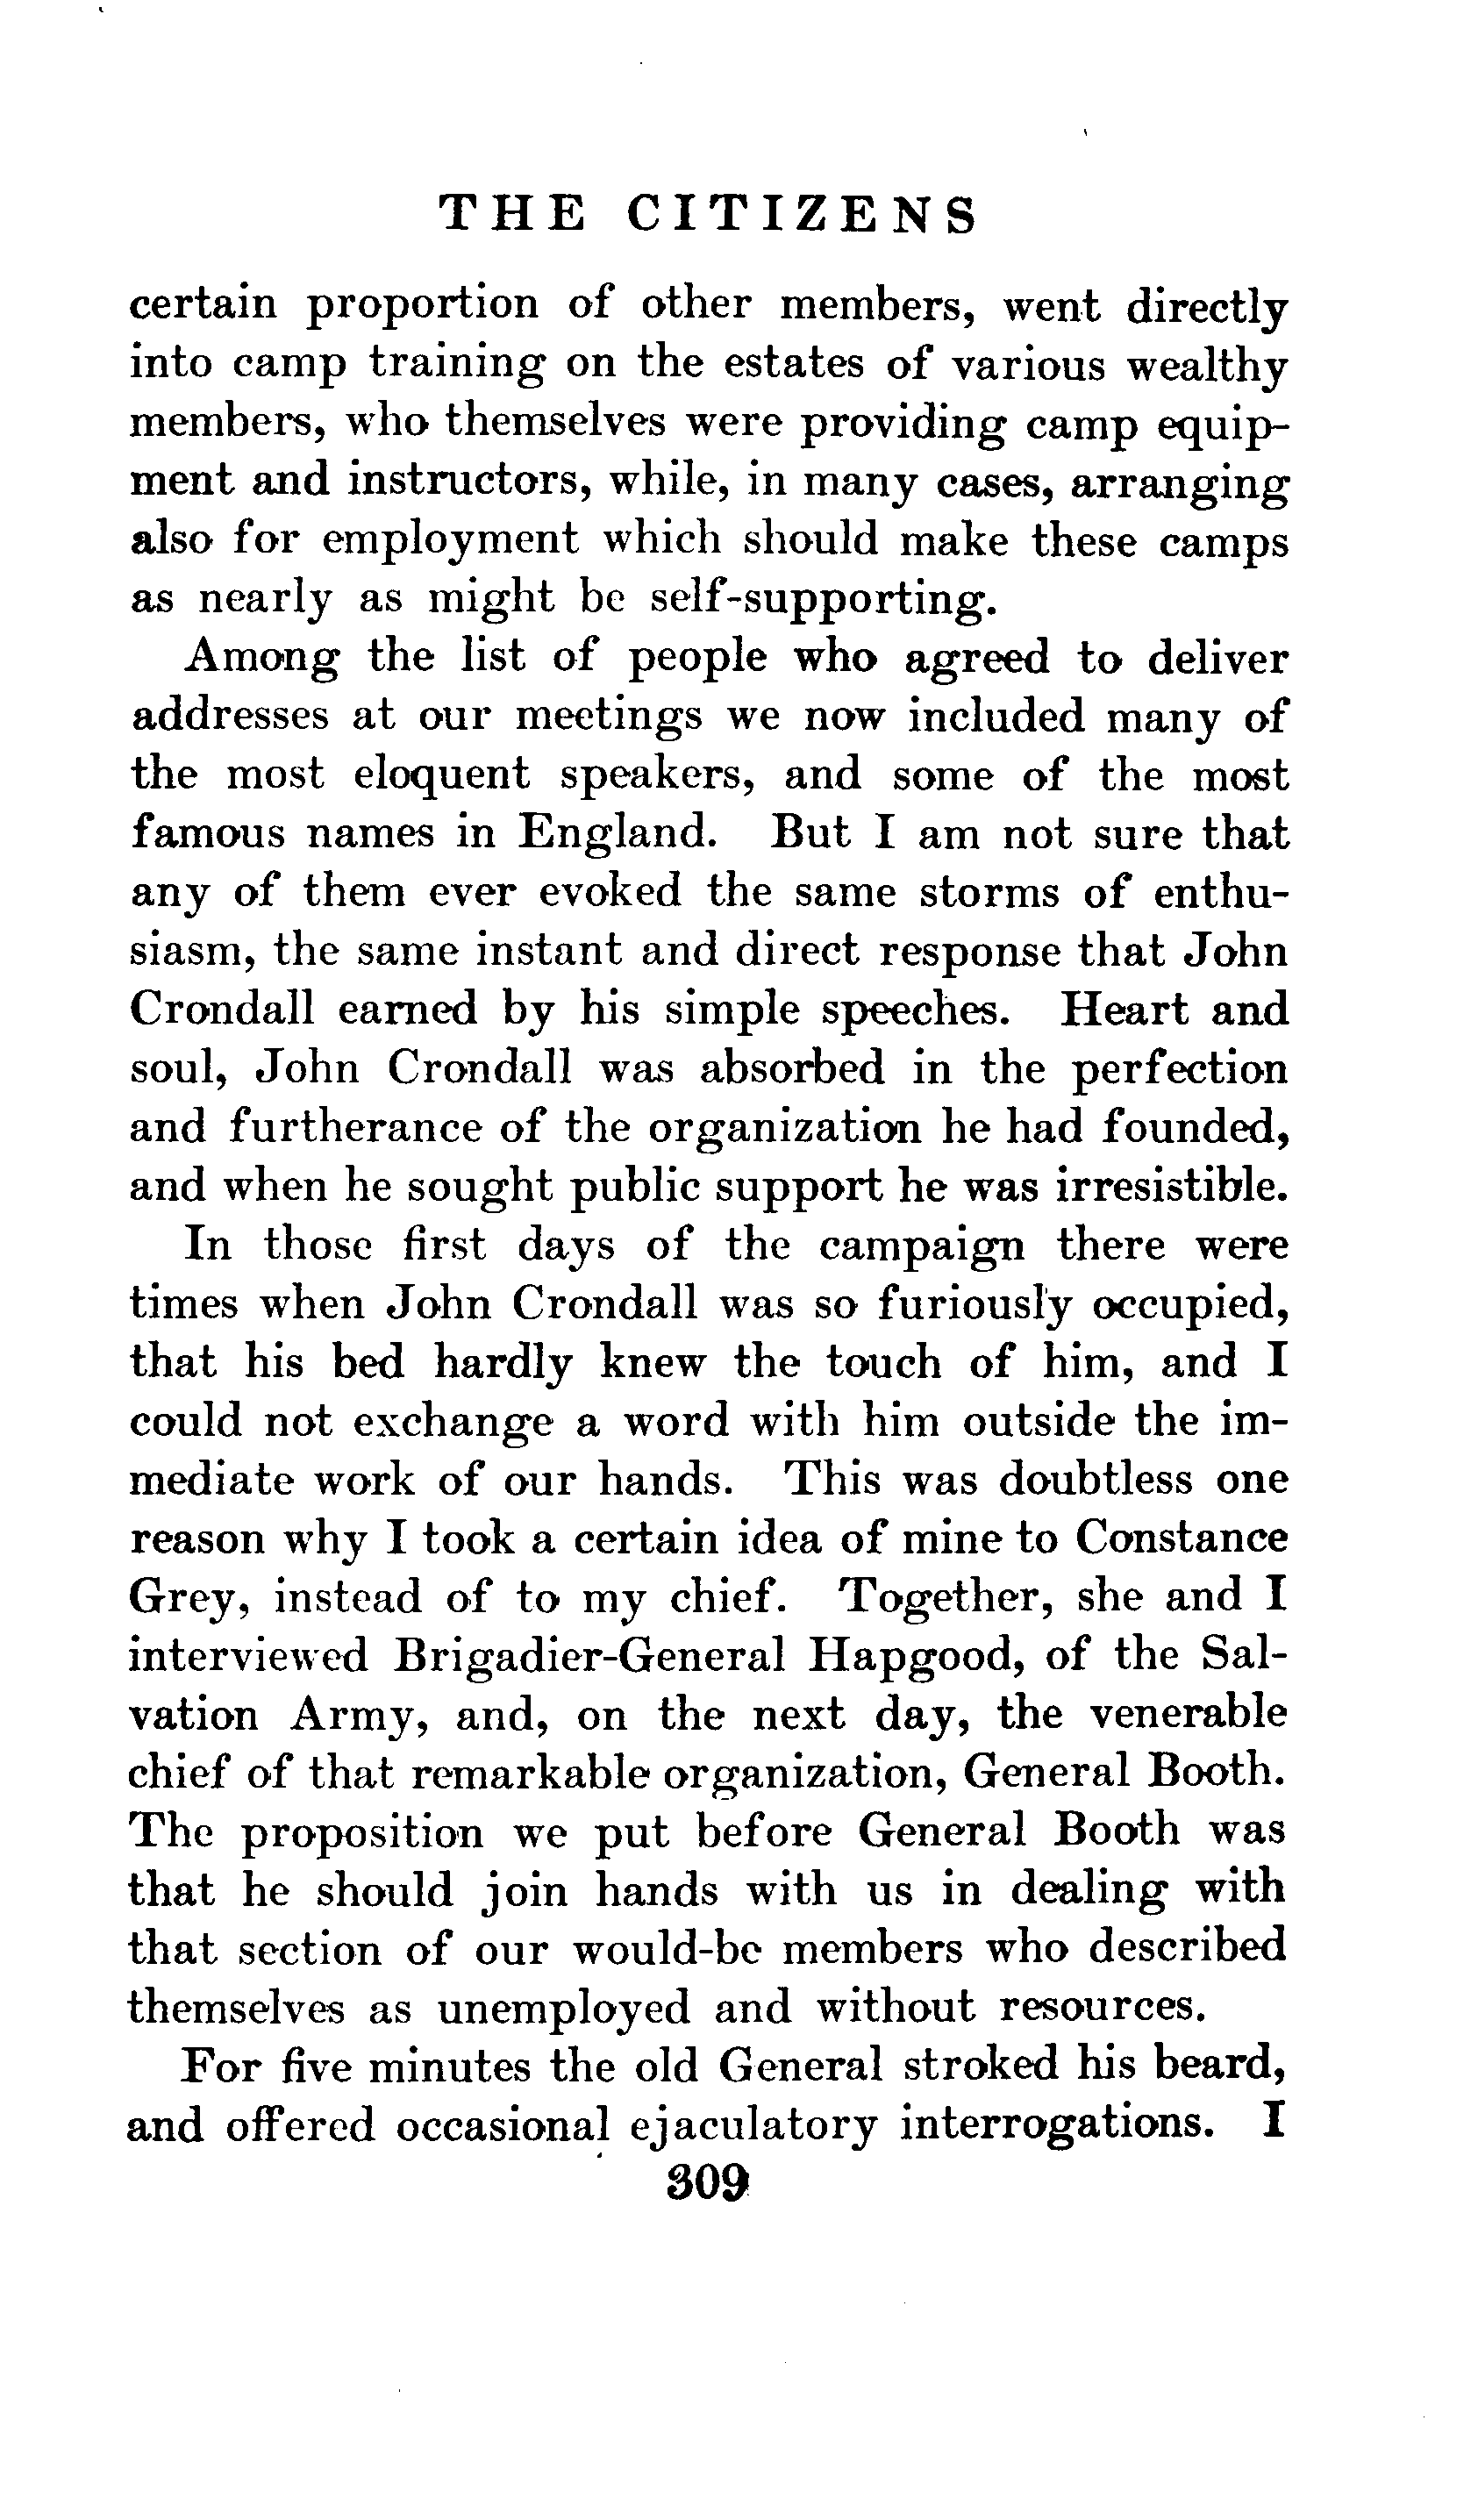 THE CITIZENS
certain proportion of other members, went directly
into camp training on the estates of various wealthy
members, who themselves were providing camp equip-
ment and instructors, while, in many cases, arranging
also for employment which should make these camps
as nearly as might be self-supporting.
Among the list of people who agreed to deliver
addresses at our meetings we now included many of
the most eloquent speakers, and some of the most
famous names in England. But I am not sure that
any of them ever evoked the same storms of enthu-
siasm, the same instant and direct response that John
Crondall earned by his simple speeches. Heart and
soul, John Crondall was absorbed in the perfection
and furtherance of the organization he had founded,
and when he sought public support he was irresistible.
In those first days of the campaign there were
times when John Crondall was so furiously occupied,
that his bed hardly knew the touch of him, and I
could not exchange a word with him outside the im-
mediate work of our hands. This was doubtless one
reason why I took a certain idea of mine to Constance
Grey, instead of to my chief. Together, she and I
interviewed Brigadier-General Hapgood, of the Sal-
vation Army, and, on the next day, the venerable
chief of that remarkable organization, General Booth.
The proposition we put before General Booth was
that he should join hands with us in dealing with
that section of our would-be members who described
themselves as unemployed and without resources.
For five minutes the old General stroked his beard,
and offered occasional ejaculatory interrogations. I
309